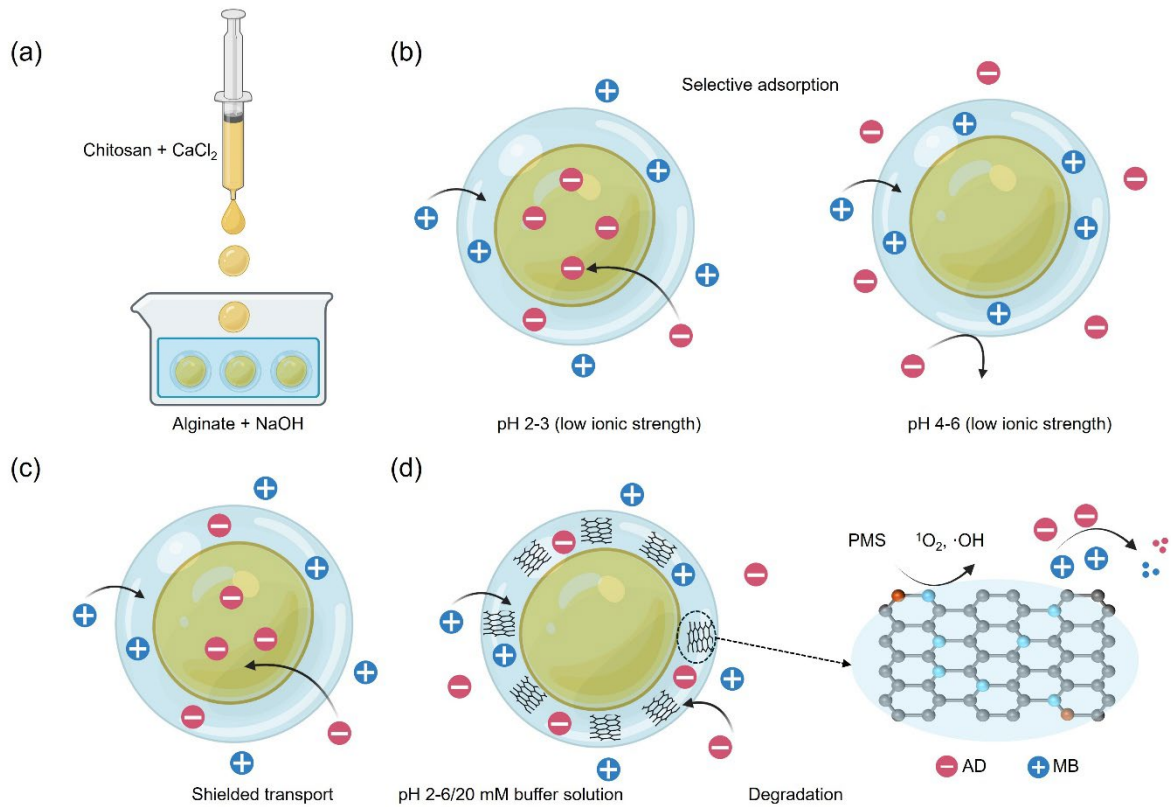 (a)
Chitosan + CaCl₂
Alginate + NaOH
(b)
Selective adsorption
pH 2-3 (low ionic strength)
pH 4-6 (low ionic strength)
(c)
Shielded transport
(d)
pH 2-6/20 mM buffer solution
PMS
¹O₂, ·OH
Degradation
AD
MB